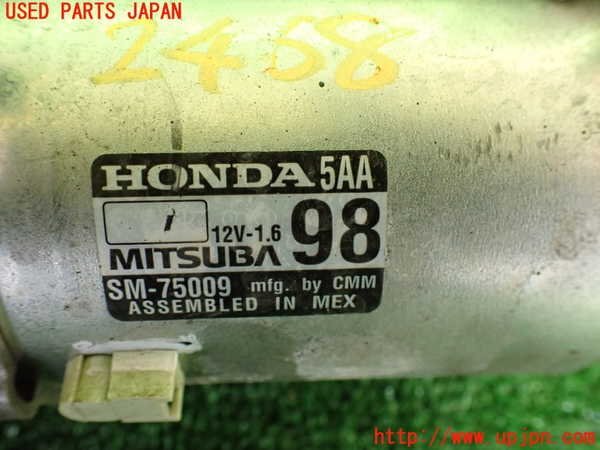 USED PARTS JAPAN
2458
HONDA 5AA
12V-1.6 98
MITSUBA
SM-75009 mfg. by CMM
ASSEMBLED IN MEX
http://www.upjpn.com